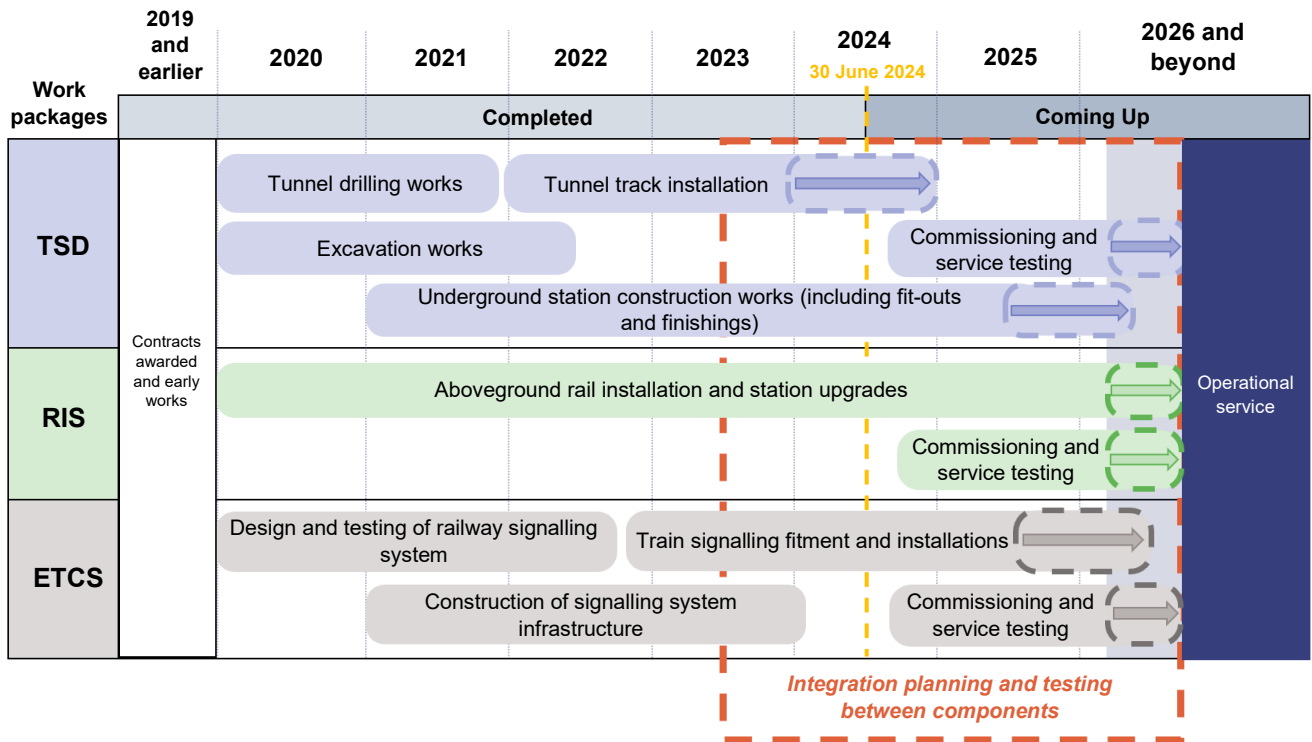 2019
and
earlier
2020
2021
2022
2023
2024
30 June 2024
2025
2026 and
beyond
Work
packages
Completed
Coming Up
TSD
Contracts
awarded
and early
works
Tunnel drilling works
Tunnel track installation
Excavation works
Commissioning and
service testing
Underground station construction works (including fit-outs
and finishings)
RIS
Aboveground rail installation and station upgrades
Commissioning and
service testing
Operational
service
ETCS
Design and testing of railway signalling
system
Train signalling fitment and installations
Construction of signalling system
infrastructure
Commissioning and
service testing
Integration planning and testing
between components